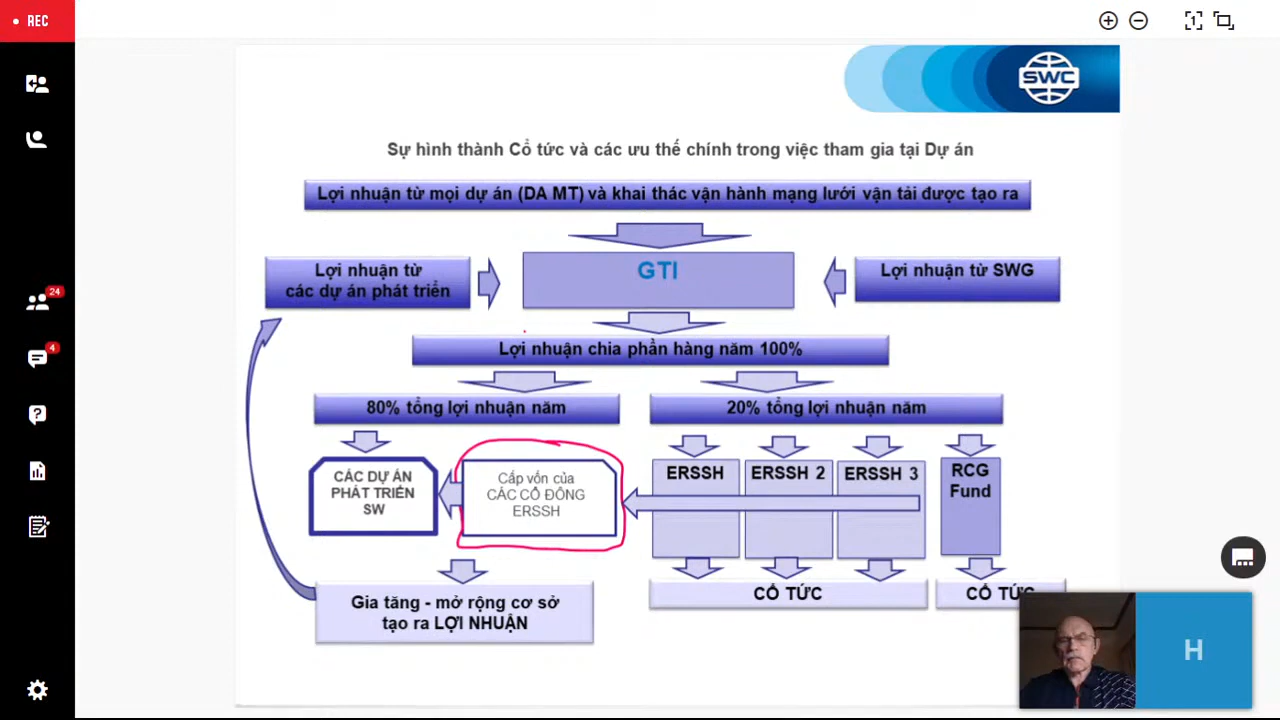 REC
1
SWC
Sự hình thành Cổ tức và các ưu thế chính trong việc tham gia tại Dự án
Lợi nhuận từ mọi dự án (DA MT) và khai thác vận hành mạng lưới vận tải được tạo ra
Lợi nhuận từ
các dự án phát triển
GTI
Lợi nhuận từ SWG
24
Lợi nhuận chia phần hàng năm 100%
4
80% tổng lợi nhuận năm
20% tổng lợi nhuận năm
CÁC DỰ ÁN
PHÁT TRIỂN
SW
Cấp vốn của
CÁC CỔ ĐÔNG
ERSSH
ERSSH
ERSSH 2
ERSSH 3
RCG
Fund
Gia tăng - mở rộng cơ sở
tạo ra LỢI NHUẬN
CỔ TỨC
CỔ TỨC
H